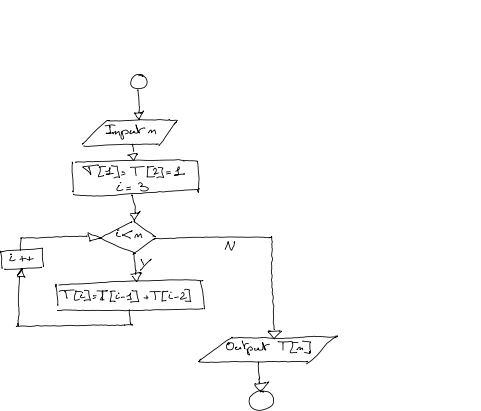 Input n
T[1]=T[2]=1
i=3
i<n
N
Y
i++
T[i]=T[i-1]+T[i-2]
Output T[n]